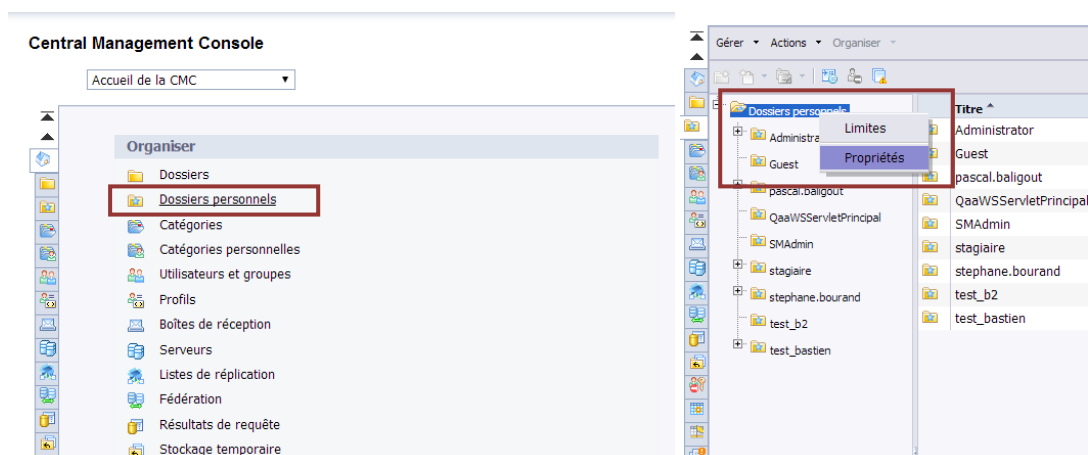 Central Management Console
Accueil de la CMC
Organiser
Dossiers
Dossiers personnels
Catégories
Catégories personnelles
Utilisateurs et groupes
Profils
Boîtes de réception
Serveurs
Listes de réplication
Fédération
Résultats de requête
Stockage temporaire
Gérer Actions Organiser
Dossiers personnels
Limites
Propriétés
Administra
Guest
pascal.baligout
QaaWSServletPrincipal
SMAdmin
stagiaire
stephane.bourand
test_b2
test_bastien
Titre
Administrator
Guest
pascal.baligout
QaaWSServletPrincipal
SMAdmin
stagiaire
stephane.bourand
test_b2
test_bastien